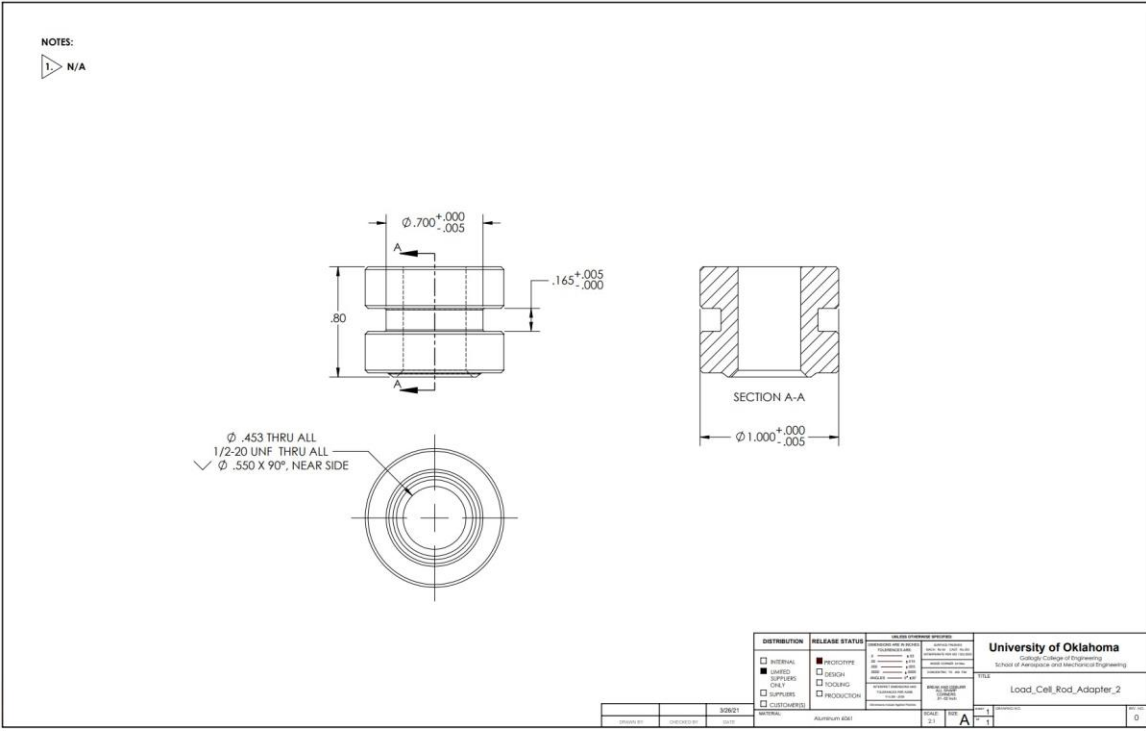 NOTES:
1. N/A
Ø .700 +.000 -.005
A
.165 +.005 -.000
.80
A
SECTION A-A
Ø 1.000 +.000 -.005
Ø .453 THRU ALL
1/2-20 UNF THRU ALL
Ø .550 X 90°, NEAR SIDE
DISTRIBUTION
INTERNAL
LIMITED
SUPPLIERS
ONLY
SUPPLIERS
CUSTOMER(S)
RELEASE STATUS
PROTOTYPE
DESIGN
TOOLING
PRODUCTION
UNLESS OTHERWISE SPECIFIED
University of Oklahoma
Gallogly College of Engineering
School of Aerospace and Mechanical Engineering
TITLE
Load_Cell_Rod_Adapter_2
3/26/21
DRAWN BY
CHECKED BY
DATE
MATERIAL:
Aluminum 6061
SCALE:
2:1
SIZE:
A
1
1
0